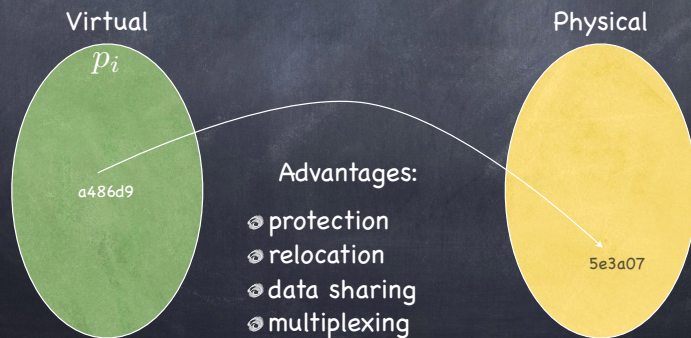 Virtual
Physical
p_i
a486d9
Advantages:
protection
relocation
data sharing
multiplexing
5e3a07